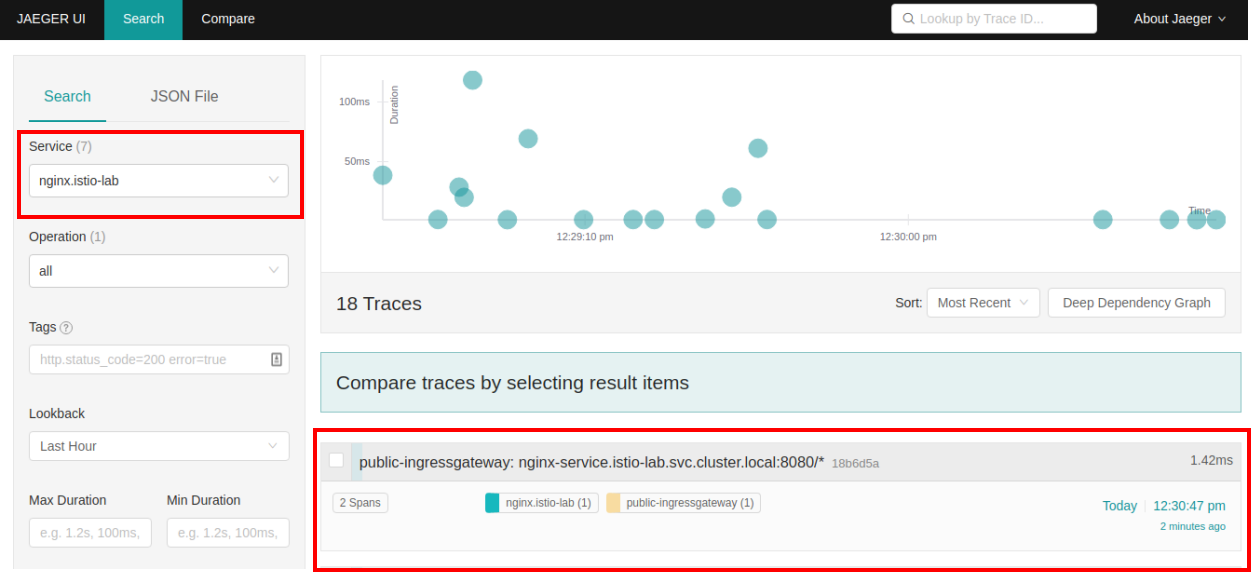 JAEGER UI Search Compare Lookup by Trace ID... About Jaeger
Search JSON File
Service (7)
nginx.istio-lab
Operation (1)
all
Tags ?
http.status_code=200 error=true
Lookback
Last Hour
Max Duration Min Duration
e.g. 1.2s, 100ms, e.g. 1.2s, 100ms,
Duration
100ms
50ms
Time
12:29:10 pm 12:30:00 pm
18 Traces Sort: Most Recent Deep Dependency Graph
Compare traces by selecting result items
public-ingressgateway: nginx-service.istio-lab.svc.cluster.local:8080/* 18b6d5a 1.42ms
2 Spans nginx.istio-lab (1) public-ingressgateway (1) Today 12:30:47 pm
2 minutes ago